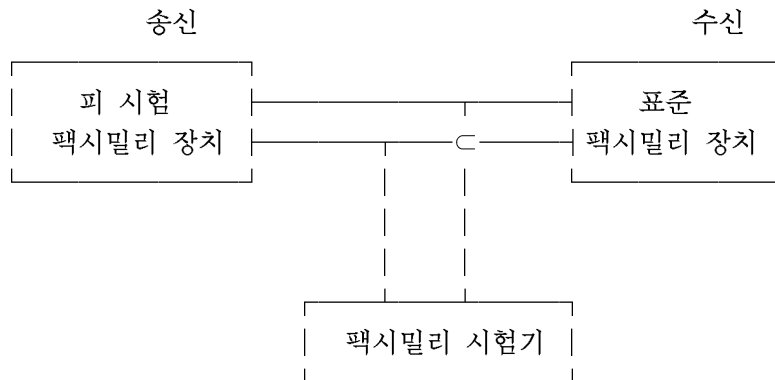 송신
수신
피 시험
팩시밀리 장치
표준
팩시밀리 장치
팩시밀리 시험기